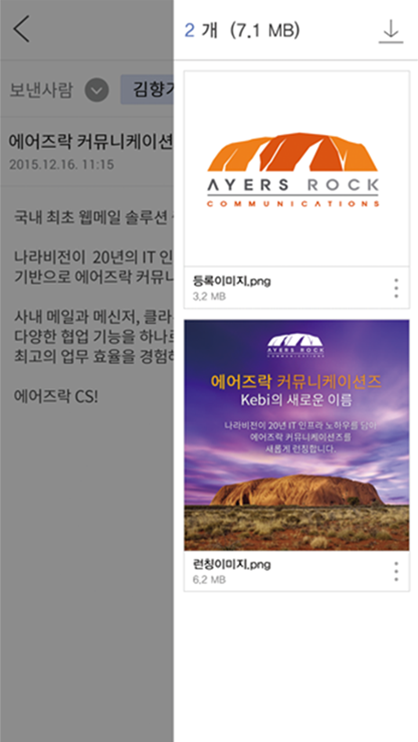 보낸사람
에어즈락 커뮤니케이션
2015.12.16. 11:15
국내 최초 웹메일 솔루션
나라비전이 20년의 IT 인
기반으로 에어즈락 커뮤니
사내 메일과 메신저, 클라
다양한 협업 기능을 하나로
최고의 업무 효율을 경험하
에어즈락 CS!
2 개 (7.1 MB)
AYERS ROCK
COMMUNICATIONS
등록이미지.png
3.2 MB
AYERS ROCK
COMMUNICATIONS
에어즈락 커뮤니케이션즈
Kebi의 새로운 이름
나라비전이 20년 IT 인프라 노하우를 담아
에어즈락 커뮤니케이션즈를
새롭게 런칭합니다.
런칭이미지.png
6.2 MB